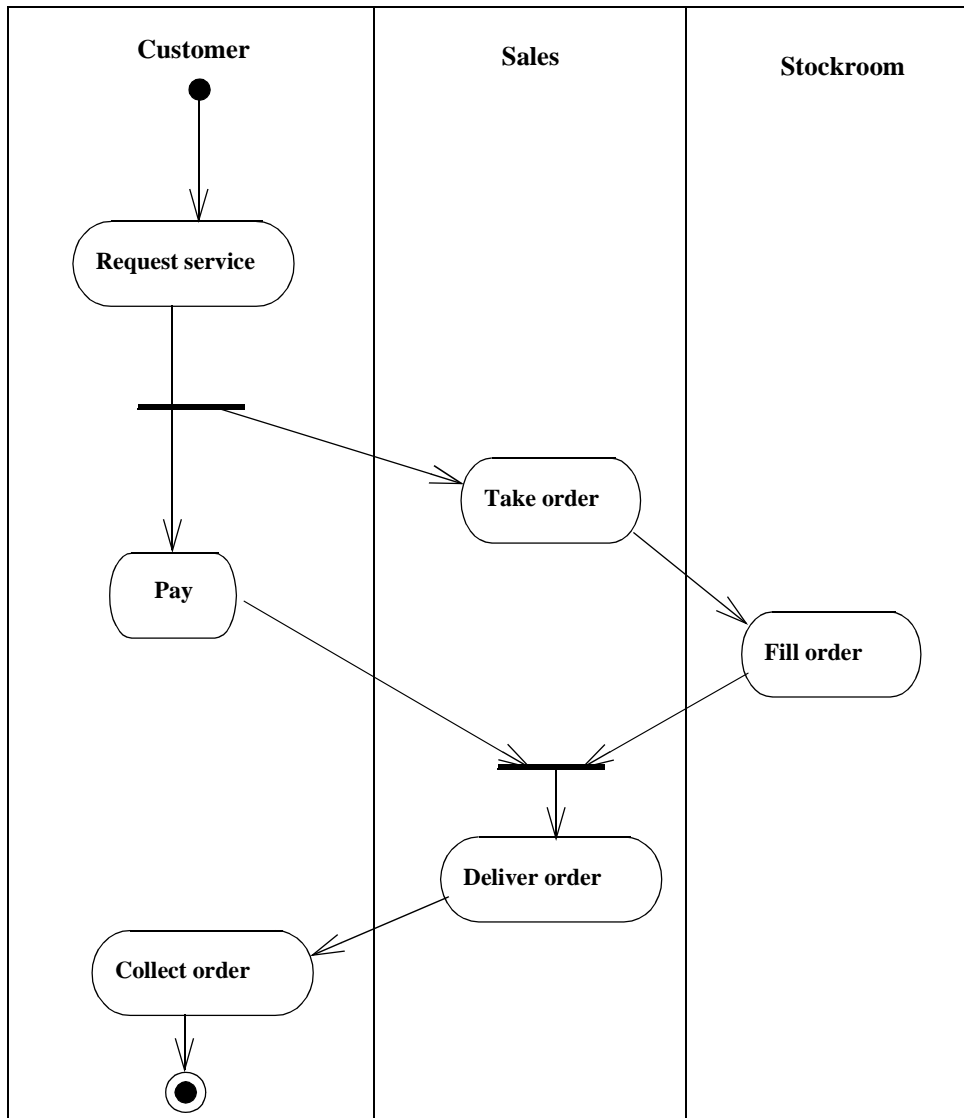 Customer
Sales
Stockroom
Request service
Take order
Pay
Fill order
Deliver order
Collect order